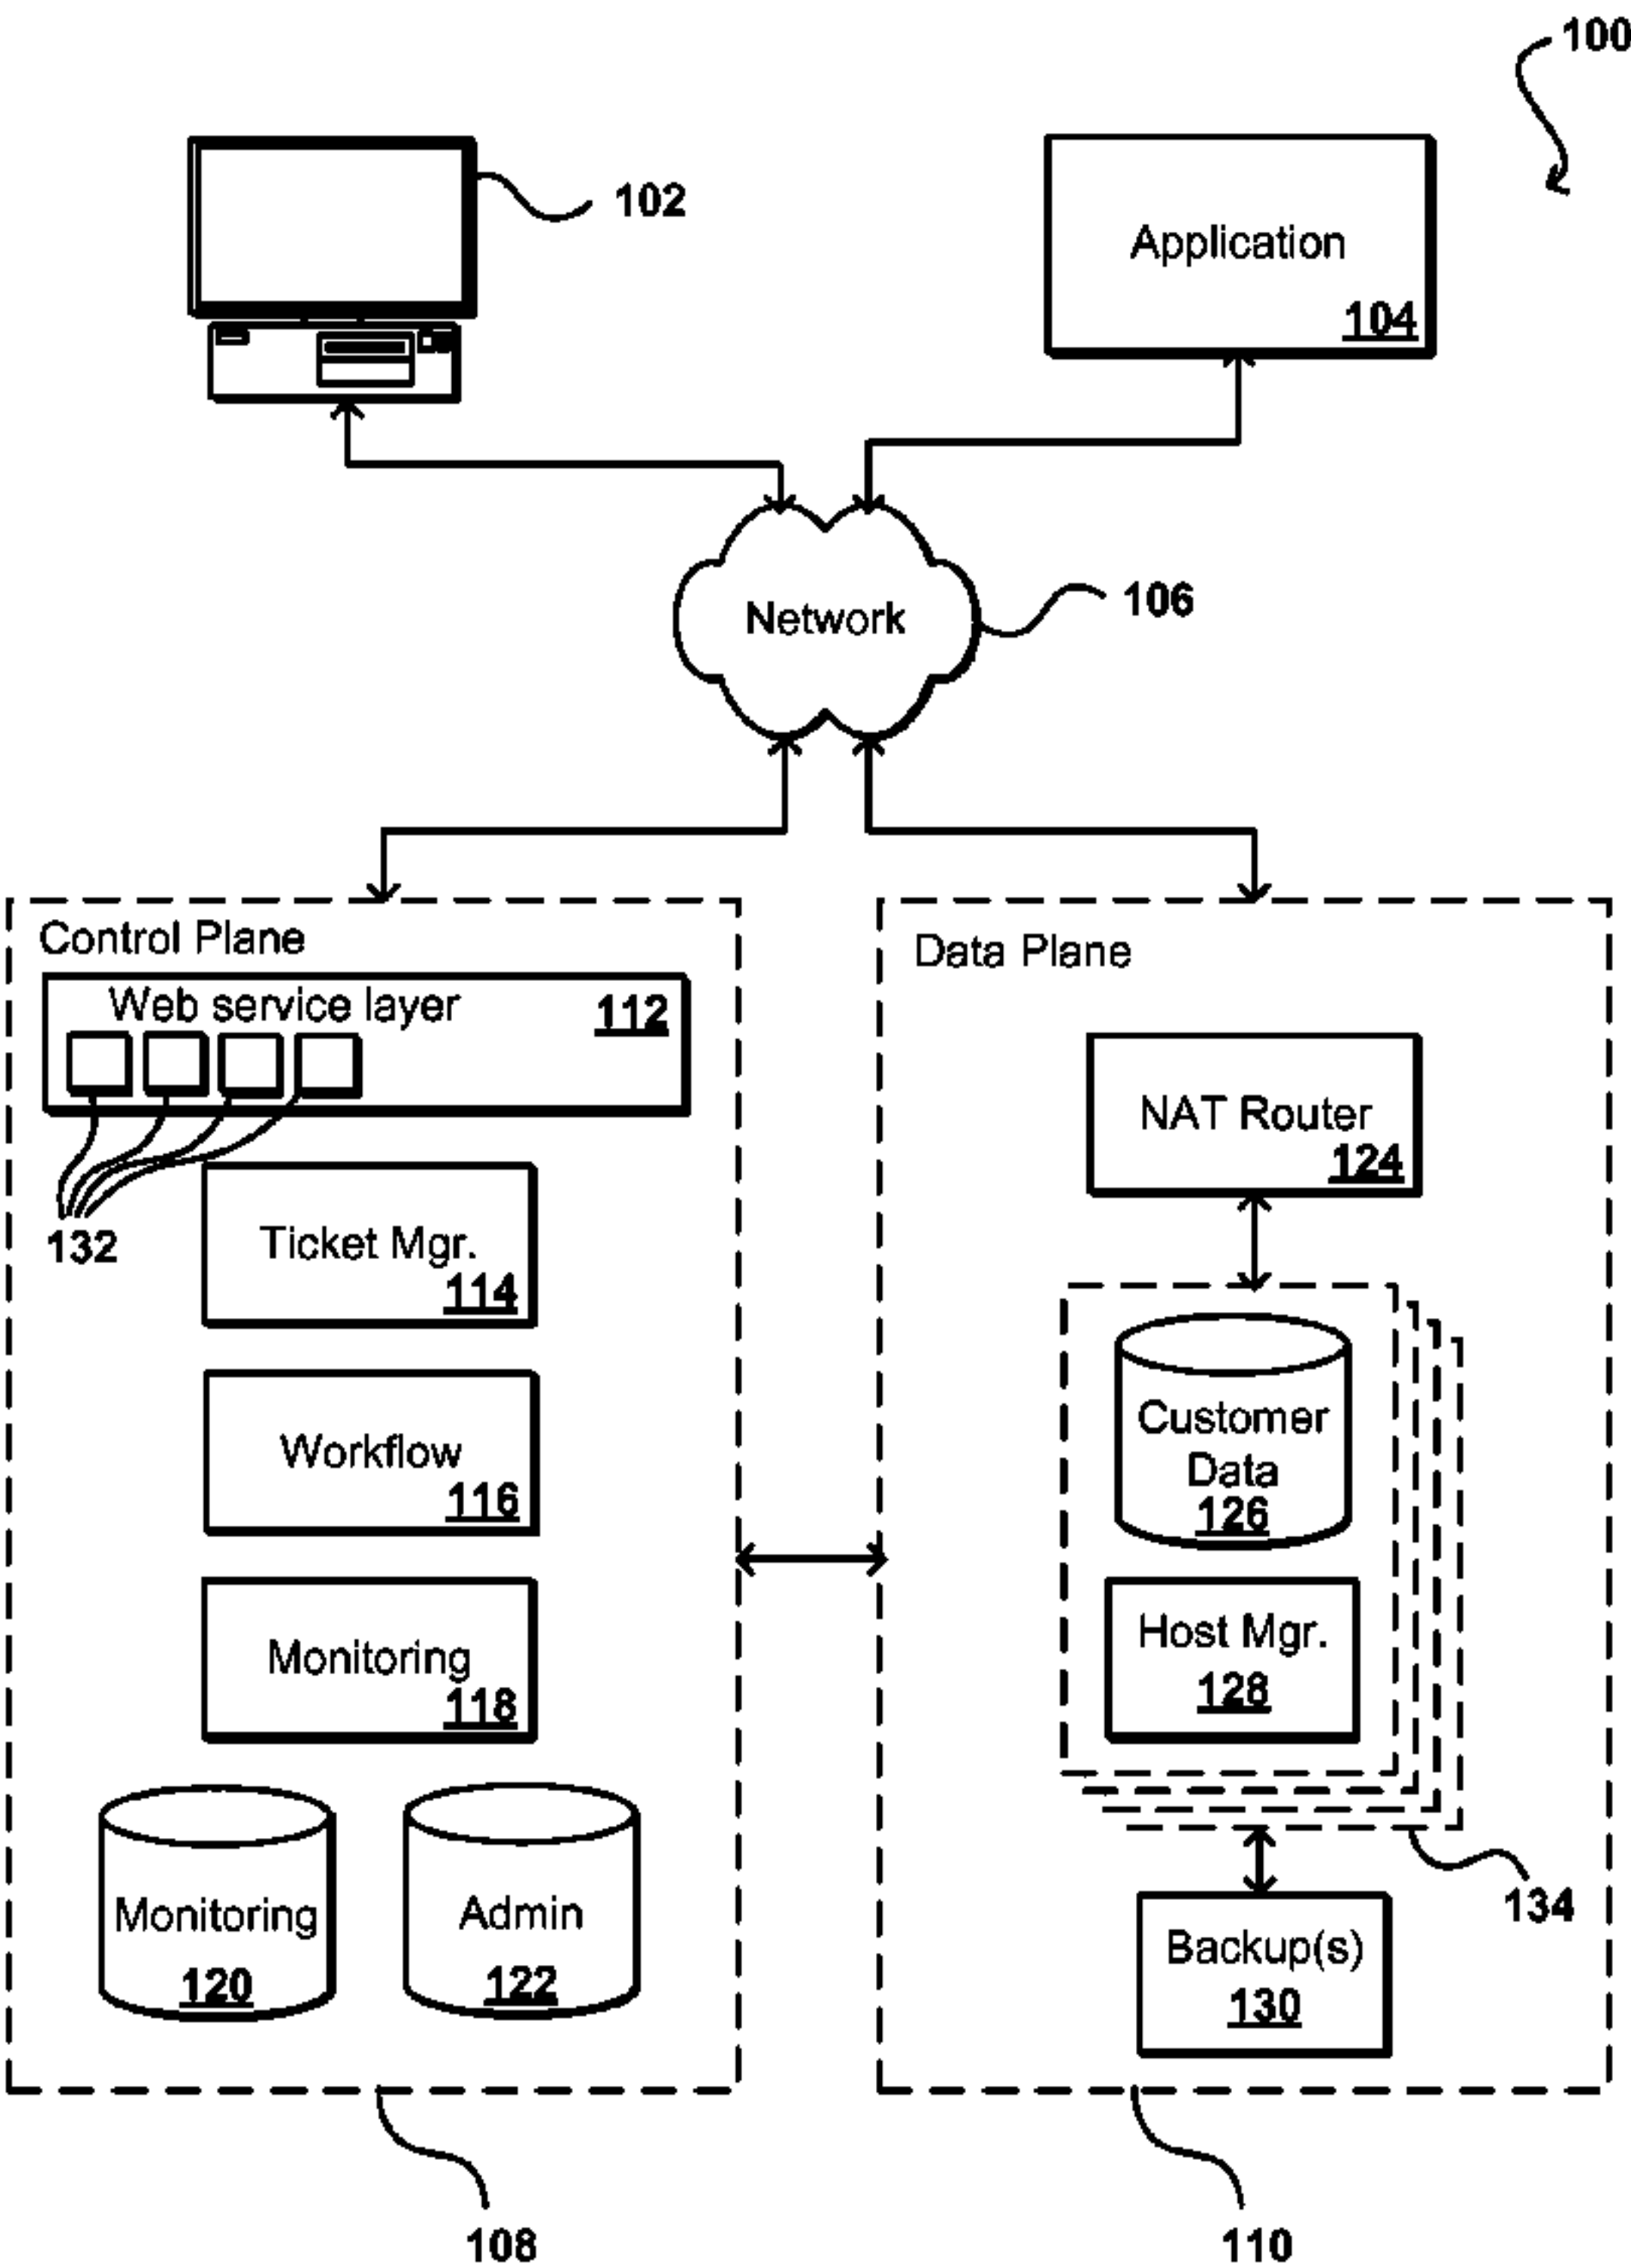 100
102
Application
104
Network
106
Control Plane
Web service layer
112
132
Ticket Mgr.
114
Workflow
116
Monitoring
118
Monitoring
120
Admin
122
108
Data Plane
NAT Router
124
Customer
Data
126
Host Mgr.
128
134
Backup(s)
130
110